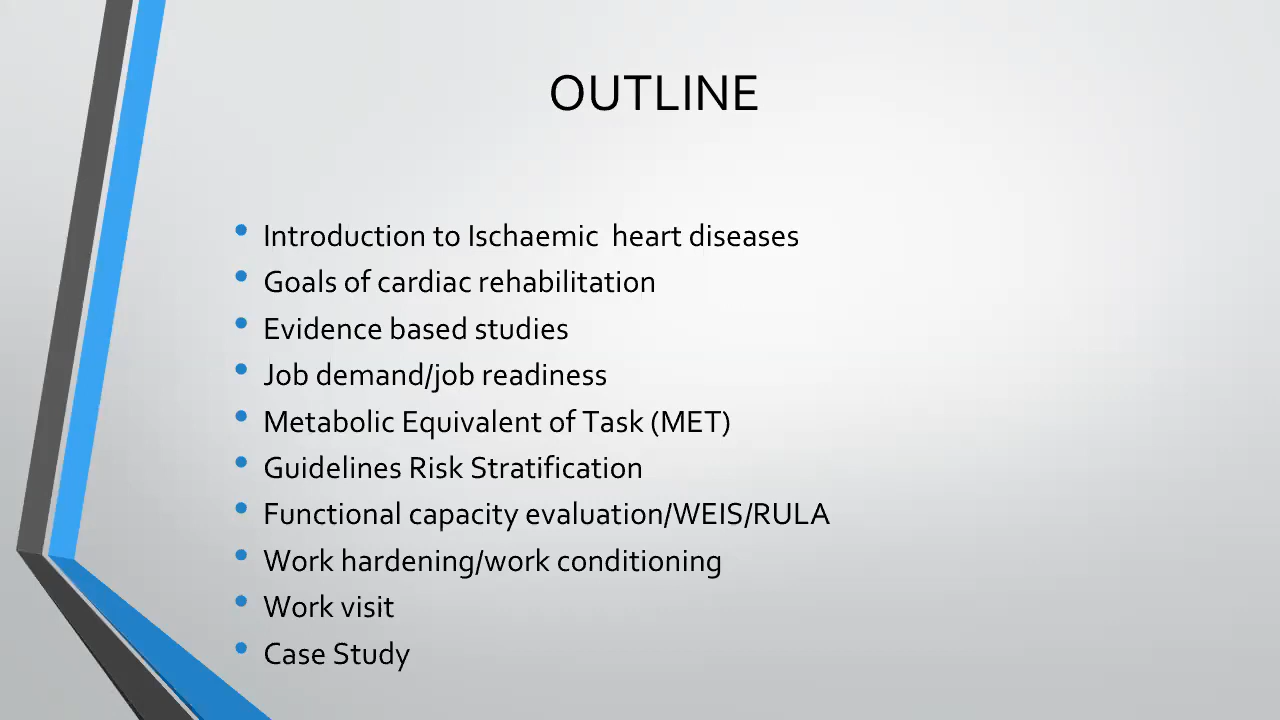 OUTLINE
• Introduction to Ischaemic  heart diseases
• Goals of cardiac rehabilitation
• Evidence based studies
• Job demand/job readiness
• Metabolic Equivalent of Task (MET)
• Guidelines Risk Stratification
• Functional capacity evaluation/WEIS/RULA
• Work hardening/work conditioning
• Work visit
• Case Study